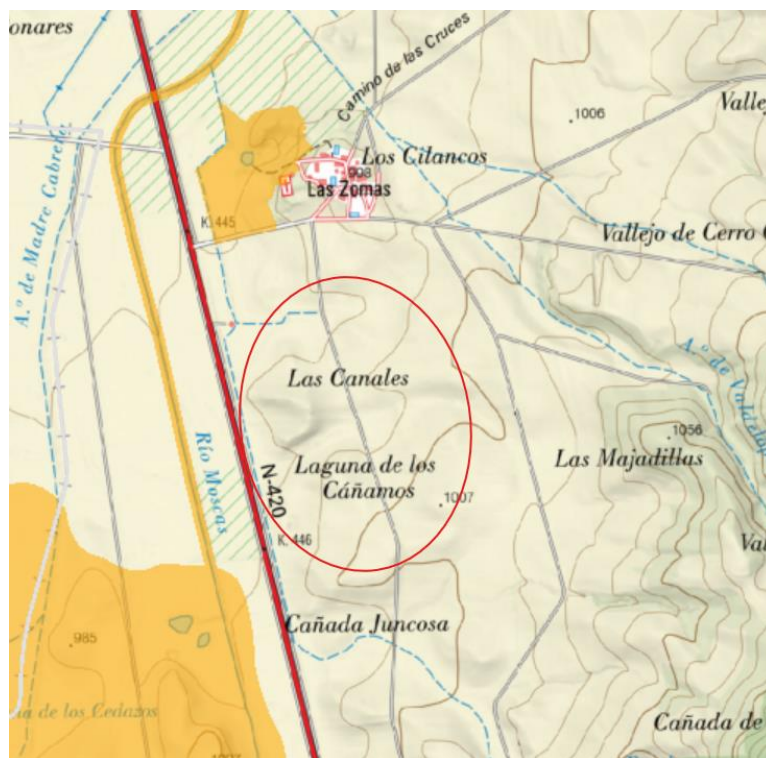 onares
Camino de las Cruces
1006
Los Cilancos
998
Las Zomas
A.º de Madre Cabrera
K. 445
Vallejo de Cerro
Las Canales
A.º de
1056
Las Majadillas
Río Moscas
N-420
Laguna de los
Cáñamos
1007
K. 446
Val
Cañada Juncosa
985
de los Cedazos
Cañada de